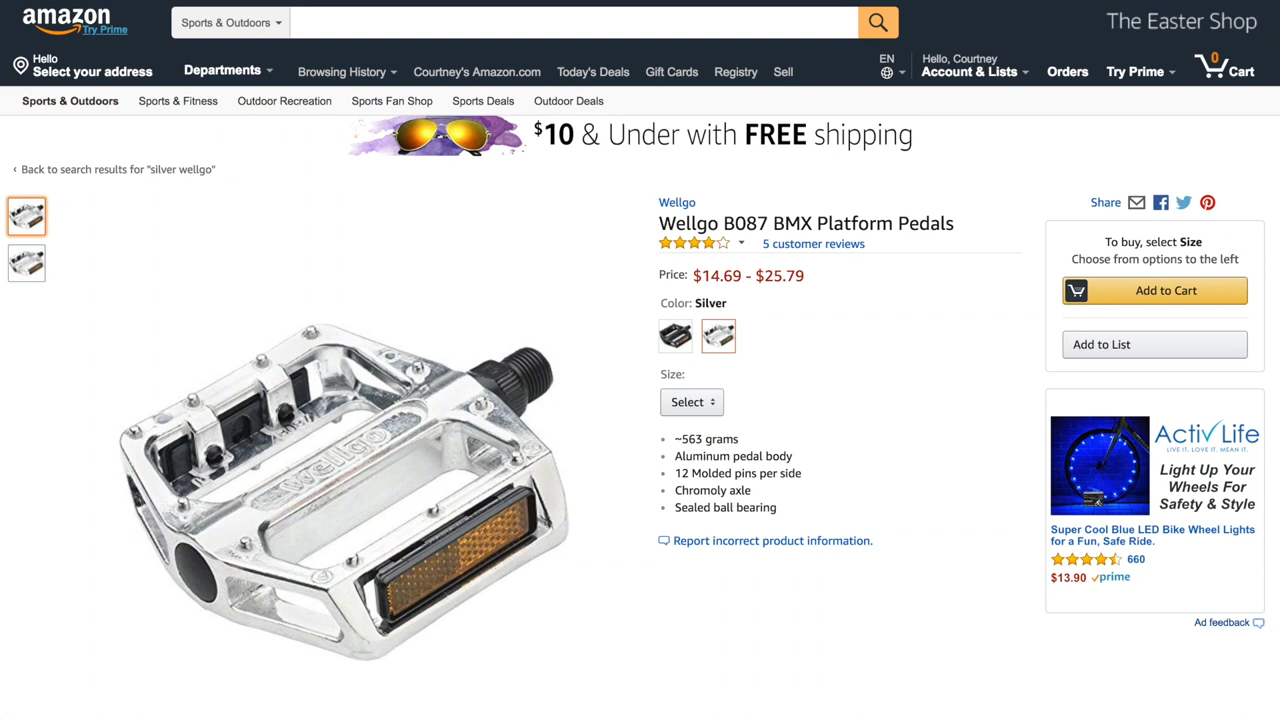 amazon
Try Prime
Sports & Outdoors
The Easter Shop
Hello
Select your address
Departments
Browsing History
Courtney's Amazon.com
Today's Deals
Gift Cards
Registry
Sell
EN
Hello, Courtney
Account & Lists
Orders
Try Prime
0
Cart
Sports & Outdoors
Sports & Fitness
Outdoor Recreation
Sports Fan Shop
Sports Deals
Outdoor Deals
$10 & Under with FREE shipping
‹ Back to search results for "silver wellgo"
Wellgo
Wellgo B087 BMX Platform Pedals
5 customer reviews
Price: $14.69 - $25.79
Color: Silver
Size:
Select
~563 grams
Aluminum pedal body
12 Molded pins per side
Chromoly axle
Sealed ball bearing
Report incorrect product information.
wellgo
Share
To buy, select Size
Choose from options to the left
Add to Cart
Add to List
ActivLife
LIVE IT. LOVE IT. MEAN IT.
Light Up Your
Wheels For
Safety & Style
Super Cool Blue LED Bike Wheel Lights
for a Fun, Safe Ride.
660
$13.90 prime
Ad feedback